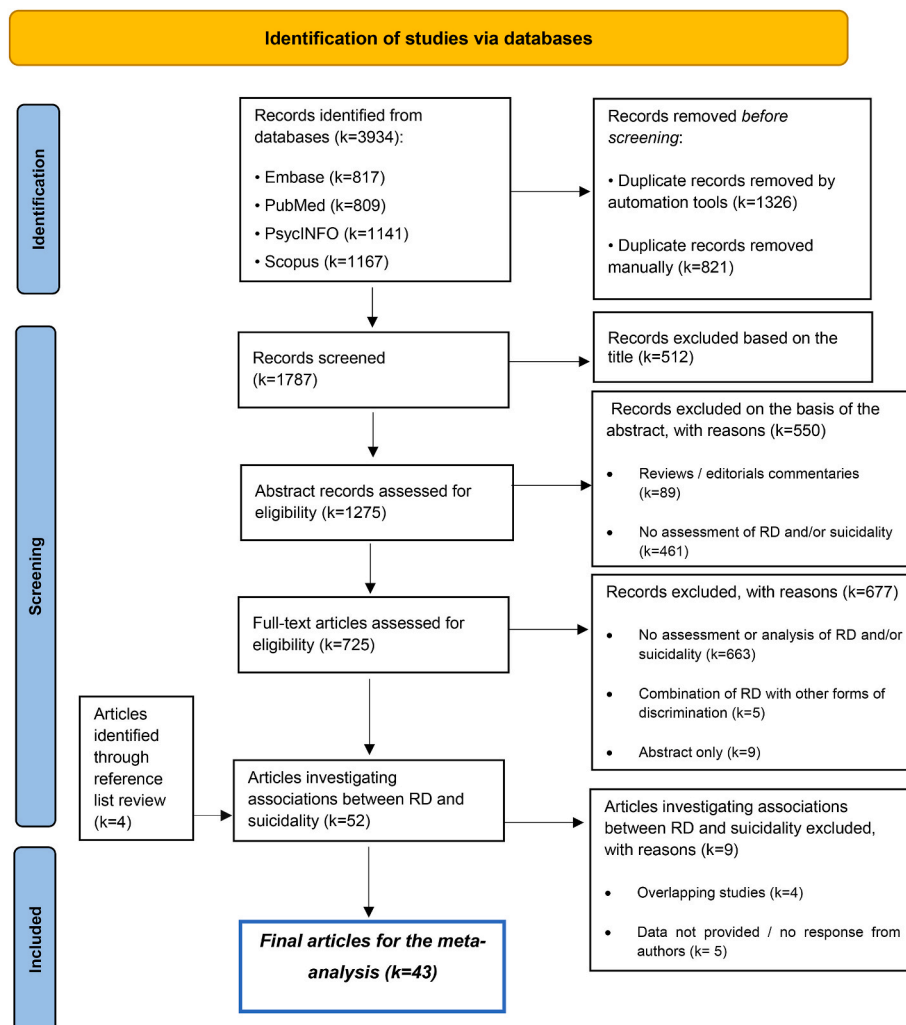 Identification of studies via databases
Identification
Records identified from
databases (k=3934):
• Embase (k=817)
• PubMed (k=809)
• PsycINFO (k=1141)
• Scopus (k=1167)
Records removed before
screening:
• Duplicate records removed by
automation tools (k=1326)
• Duplicate records removed
manually (k=821)
Screening
Records screened
(k=1787)
Records excluded based on the
title (k=512)
Abstract records assessed for
eligibility (k=1275)
Records excluded on the basis of the
abstract, with reasons (k=550)
• Reviews / editorials commentaries
(k=89)
• No assessment of RD and/or suicidality
(k=461)
Full-text articles assessed for
eligibility (k=725)
Records excluded, with reasons (k=677)
• No assessment or analysis of RD and/or
suicidality (k=663)
• Combination of RD with other forms of
discrimination (k=5)
• Abstract only (k=9)
Articles
identified
through
reference
list review
(k=4)
Articles investigating
associations between RD and
suicidality (k=52)
Articles investigating associations
between RD and suicidality excluded,
with reasons (k=9)
• Overlapping studies (k=4)
• Data not provided / no response from
authors (k= 5)
Included
Final articles for the meta-
analysis (k=43)